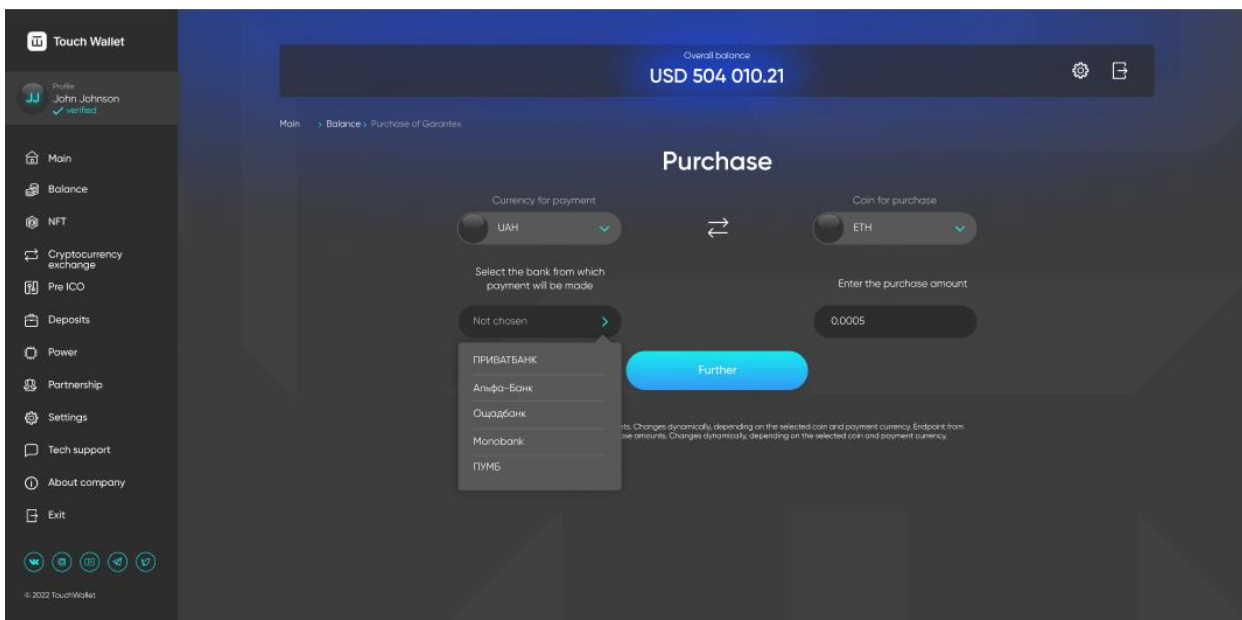 Touch Wallet
Profile
John Johnson
verified
Main
Balance
NFT
Cryptocurrency
exchange
Pre ICO
Deposits
Power
Partnership
Settings
Tech support
About company
Exit
© 2022 TouchWallet
Overall balance
USD 504 010.21
Main > Balance > Purchase of Garantex
Purchase
Currency for payment
UAH
Coin for purchase
ETH
Select the bank from which
payment will be made
Enter the purchase amount
Not chosen
0.0005
ПРИВАТБАНК
Альфа-Банк
Ощадбанк
Monobank
ПУМБ
Further
Changes dynamically, depending on the selected coin and payment currency. Endpoint from
amounts. Changes dynamically, depending on the selected coin and payment currency.